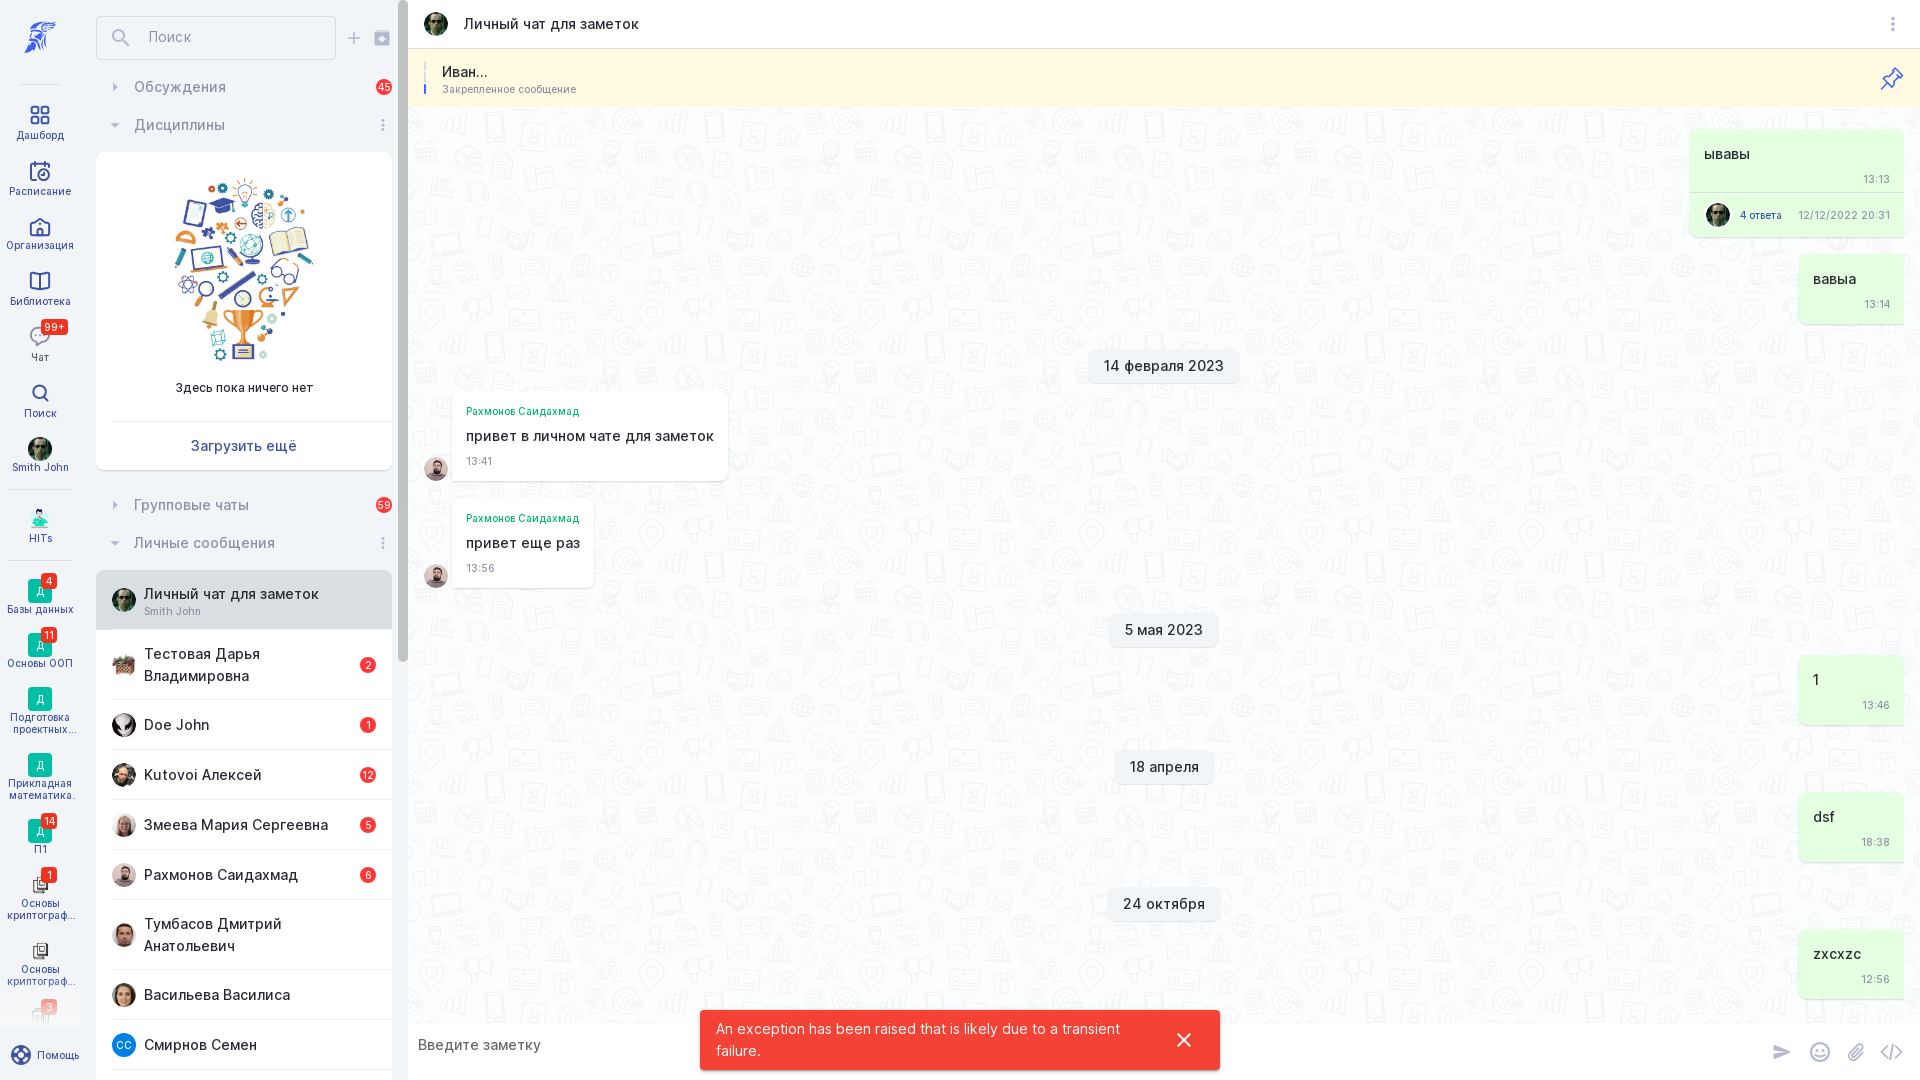 Дашборд
Расписание
Организация
Библиотека
99+
Чат
Поиск
Smith John
HITs
4
Д
Базы данных
11
Д
Основы ООП
Д
Подготовка
проектных...
Д
Прикладная
математика.
14
Д
П1
1
Основы
криптограф...
Основы
криптограф...
3
Помощь
Поиск
Обсуждения
45
Дисциплины
Здесь пока ничего нет
Загрузить ещё
Групповые чаты
59
Личные сообщения
Личный чат для заметок
Smith John
Тестовая Дарья
Владимировна
2
Doe John
1
Kutovoi Алексей
12
Змеева Мария Сергеевна
5
Рахмонов Саидахмад
6
Тумбасов Дмитрий
Анатольевич
Васильева Василиса
СС
Смирнов Семен
Личный чат для заметок
Иван...
Закрепленное сообщение
ывавы
13:13
4 ответа
12/12/2022 20:31
вавыа
13:14
14 февраля 2023
Рахмонов Саидахмад
привет в личном чате для заметок
13:41
Рахмонов Саидахмад
привет еще раз
13:56
5 мая 2023
1
13:46
18 апреля
dsf
18:38
24 октября
zxcxzc
12:56
An exception has been raised that is likely due to a transient
failure.
Введите заметку